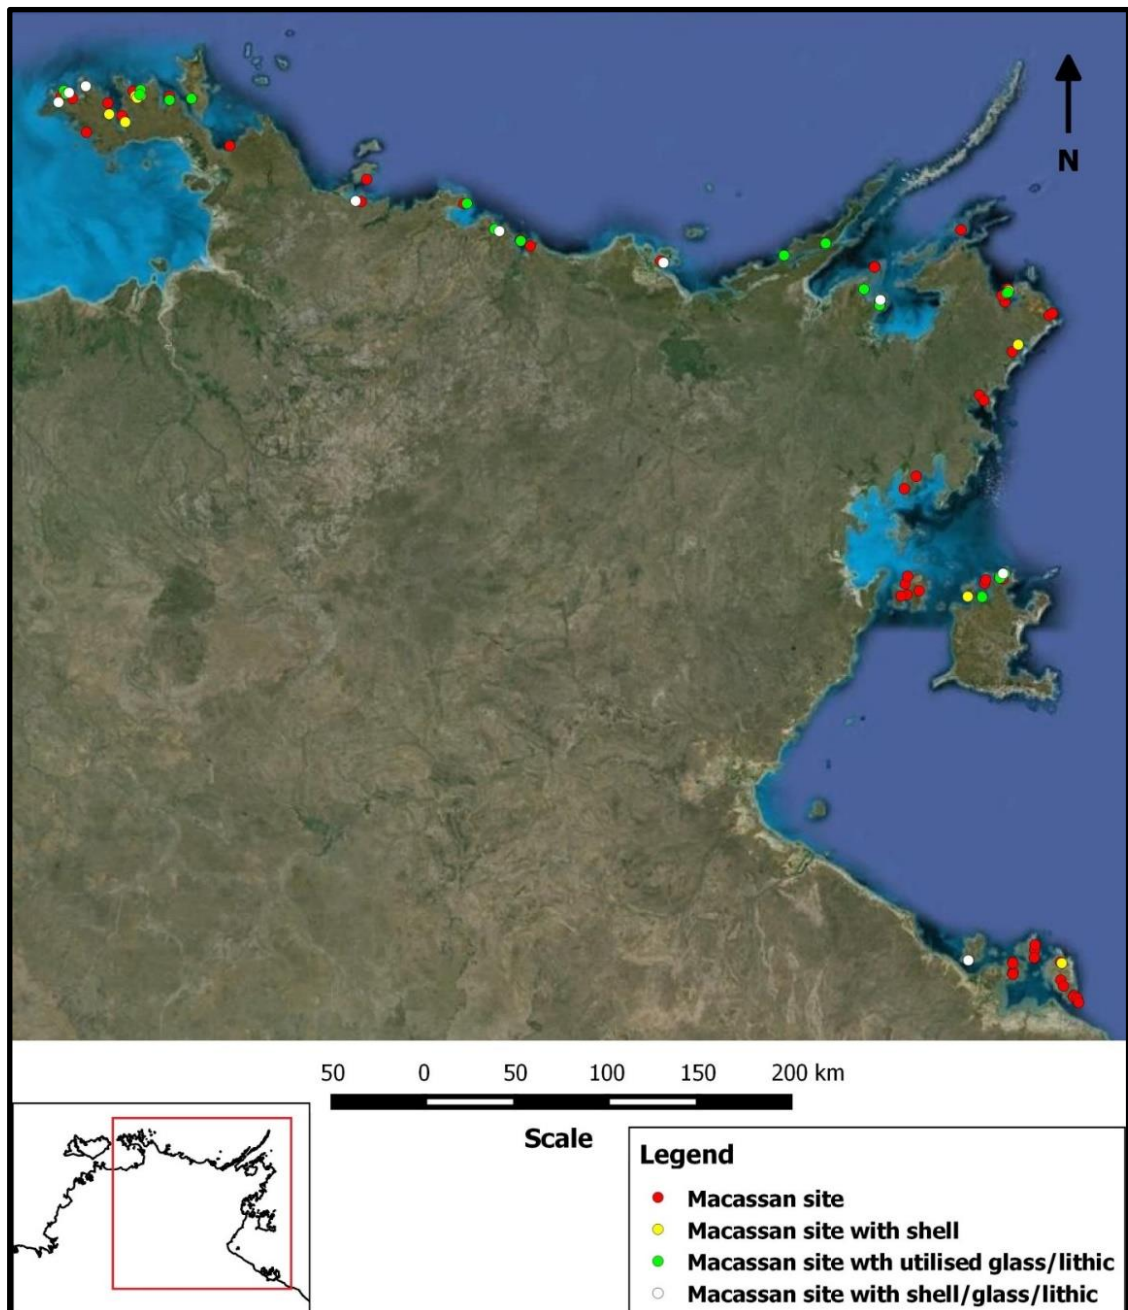 N
50 0 50 100 150 200 km
Scale
Legend
Macassan site
Macassan site with shell
Macassan site wth utilised glass/lithic
Macassan site with shell/glass/lithic